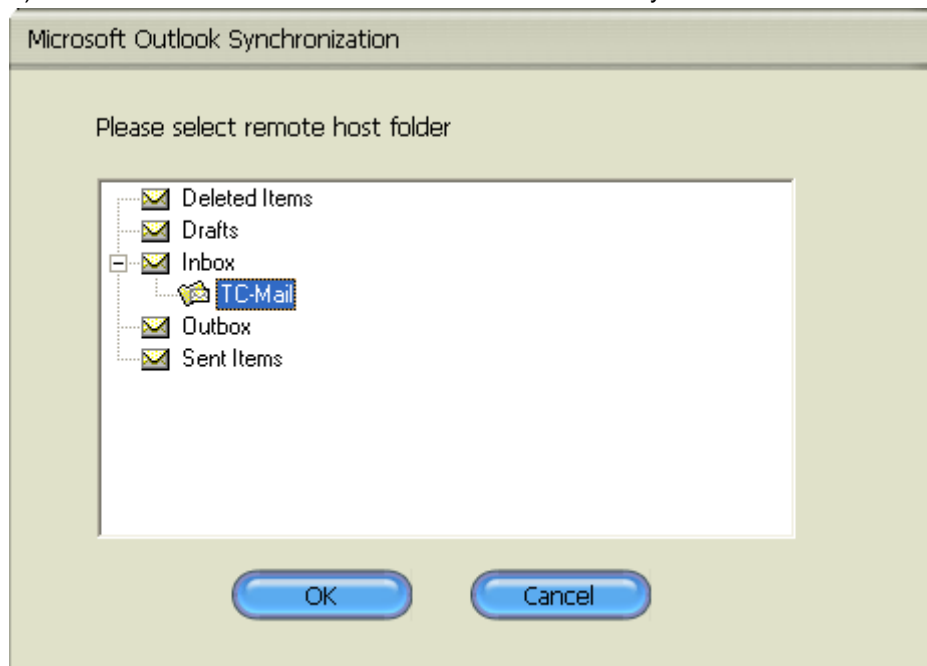 Microsoft Outlook Synchronization
Please select remote host folder
Deleted Items
Drafts
Inbox
TC-Mail
Outbox
Sent Items
OK Cancel